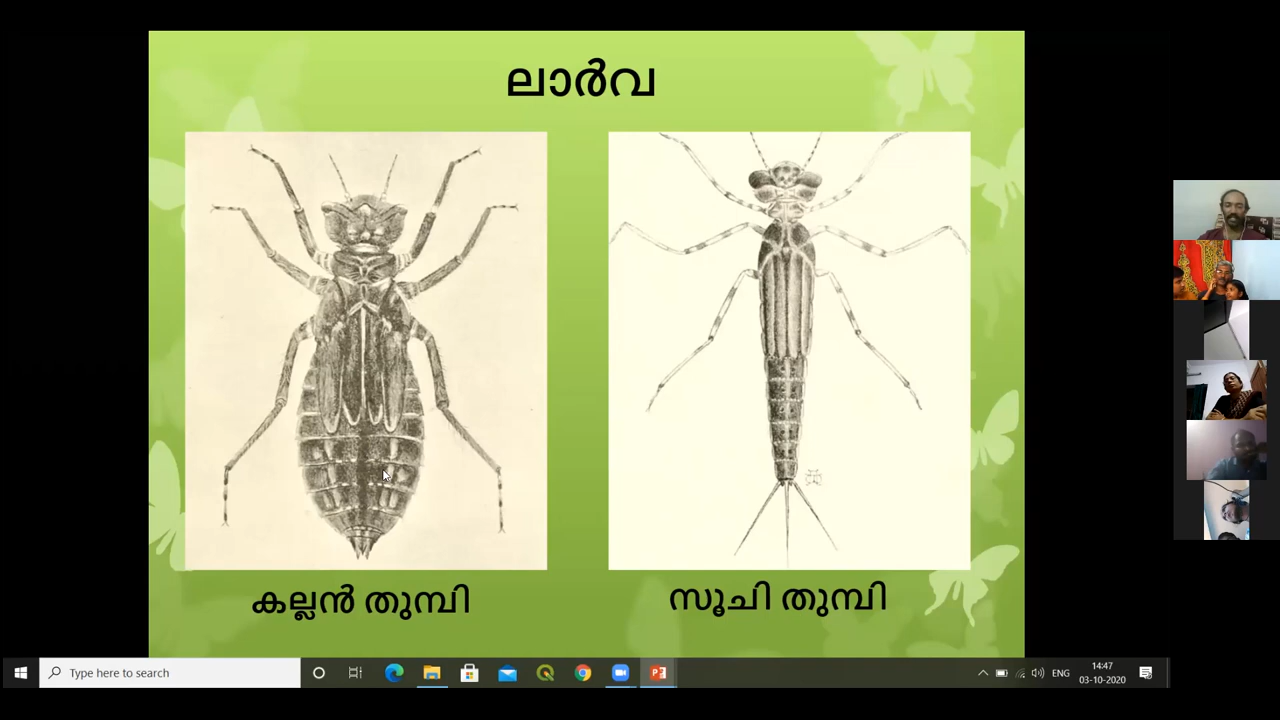 ലാർവ
കല്ലൻ തുമ്പി
സൂചി തുമ്പി
Type here to search
ENG
14:47
03-10-2020